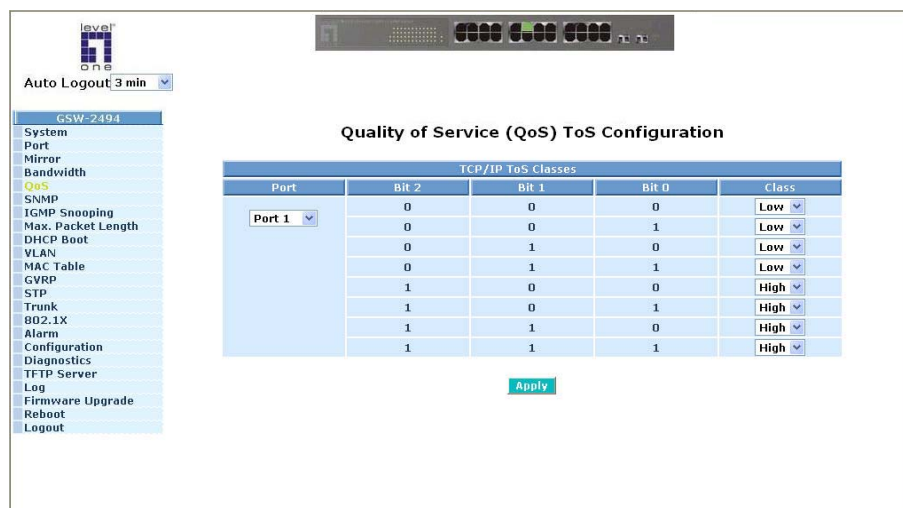 level
one
Auto Logout 3 min
GSW-2494
System
Port
Mirror
Bandwidth
QoS
SNMP
IGMP Snooping
Max. Packet Length
DHCP Boot
VLAN
MAC Table
GVRP
STP
Trunk
802.1X
Alarm
Configuration
Diagnostics
TFTP Server
Log
Firmware Upgrade
Reboot
Logout
Quality of Service (QoS) ToS Configuration
TCP/IP ToS Classes
Port Bit 2 Bit 1 Bit 0 Class
Port 1
0 0 0 Low
0 0 1 Low
0 1 0 Low
0 1 1 Low
1 0 0 High
1 0 1 High
1 1 0 High
1 1 1 High
Apply